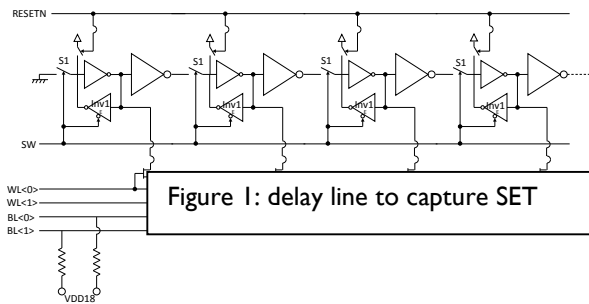 RESETN
S1 S1 S1 S1
Inv1 Inv1 Inv1 Inv1
SW
WL<0>
WL<1>
BL<0>
BL<1>
Figure 1: delay line to capture SET
VDD18